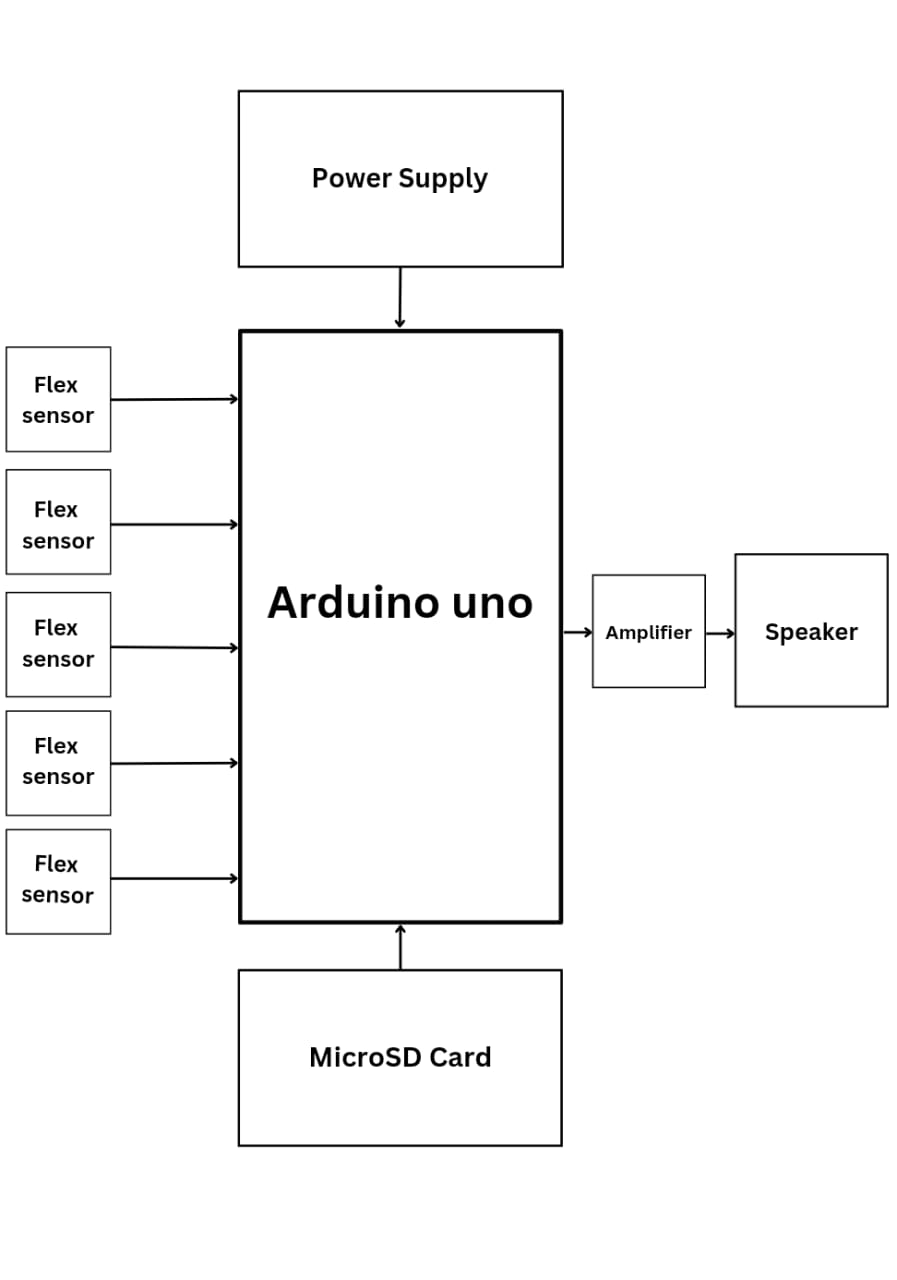 Power Supply
Flex
sensor
Flex
sensor
Flex
sensor
Flex
sensor
Flex
sensor
Arduino uno
Amplifier
Speaker
MicroSD Card